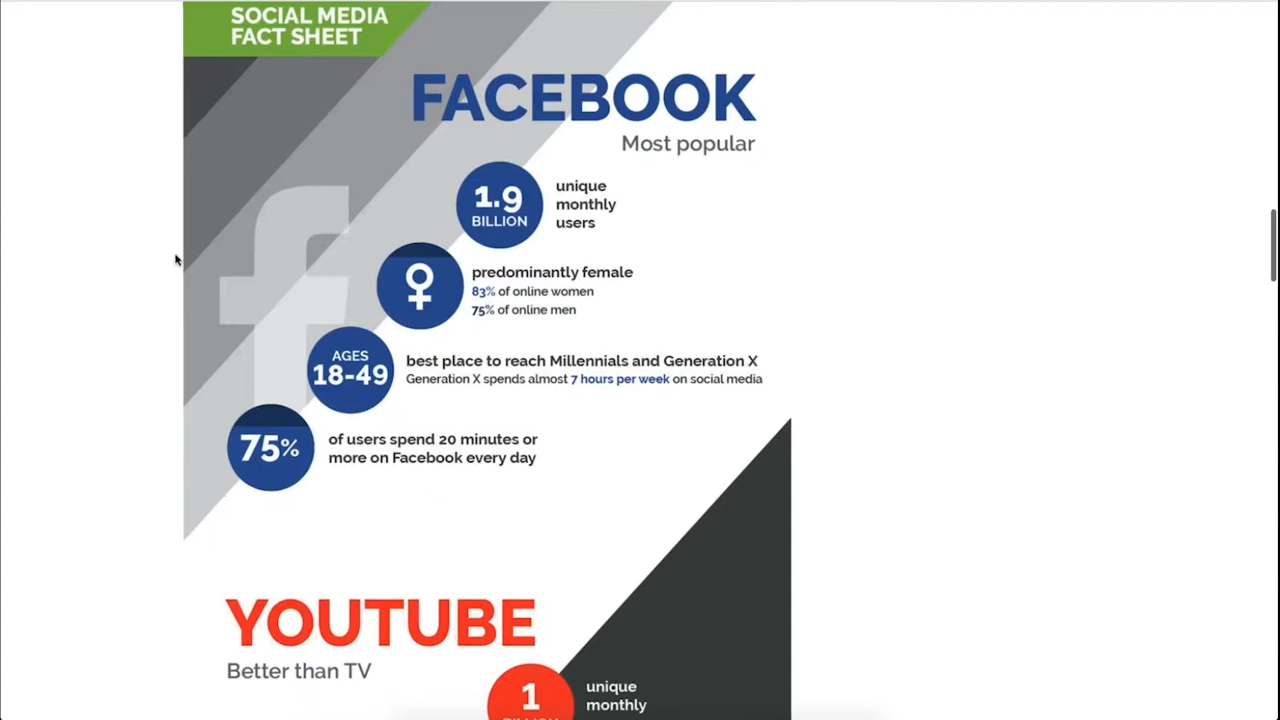 SOCIAL MEDIA
FACT SHEET
FACEBOOK
Most popular
1.9
BILLION
unique
monthly
users
predominantly female
83% of online women
75% of online men
AGES
18-49
best place to reach Millennials and Generation X
Generation X spends almost 7 hours per week on social media
75%
of users spend 20 minutes or
more on Facebook every day
YOUTUBE
Better than TV
1
unique
monthly